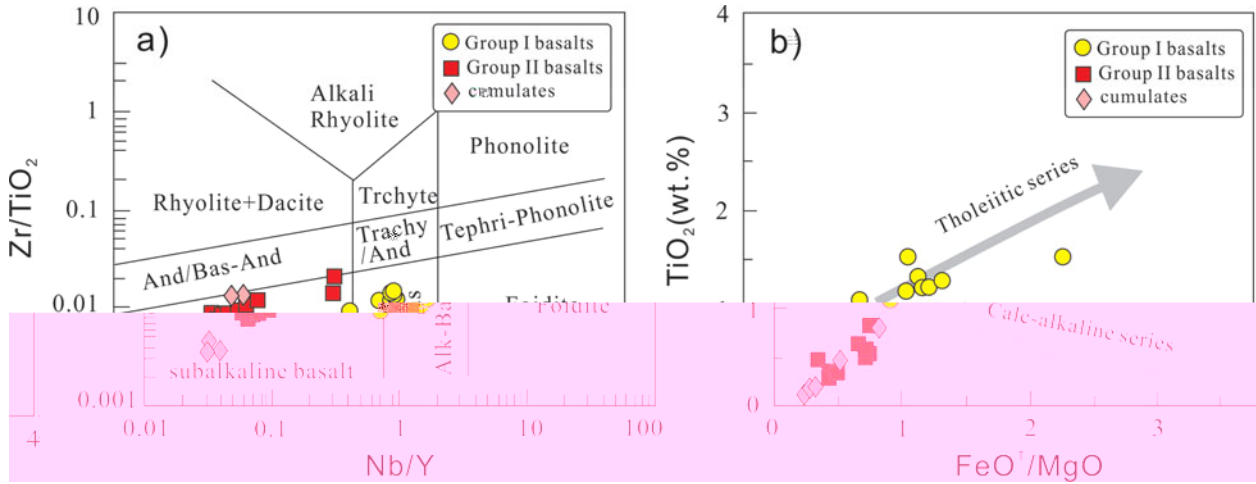 a)
Group I basalts
Group II basalts
cumulates
10
1
0.1
0.01
0.001
Zr/TiO2
Alkali
Rhyolite
Phonolite
Rhyolite+Dacite
Trchyte
Trachy
/And
Tephri-Phonolite
And/Bas-And
subalkaline basalt
0.01
0.1
1
10
100
Nb/Y
4
b)
Group I basalts
Group II basalts
cumulates
4
3
2
1
0
TiO2(wt.%)
Tholeiitic series
Calc-alkaline series
0
1
2
3
FeOT/MgO